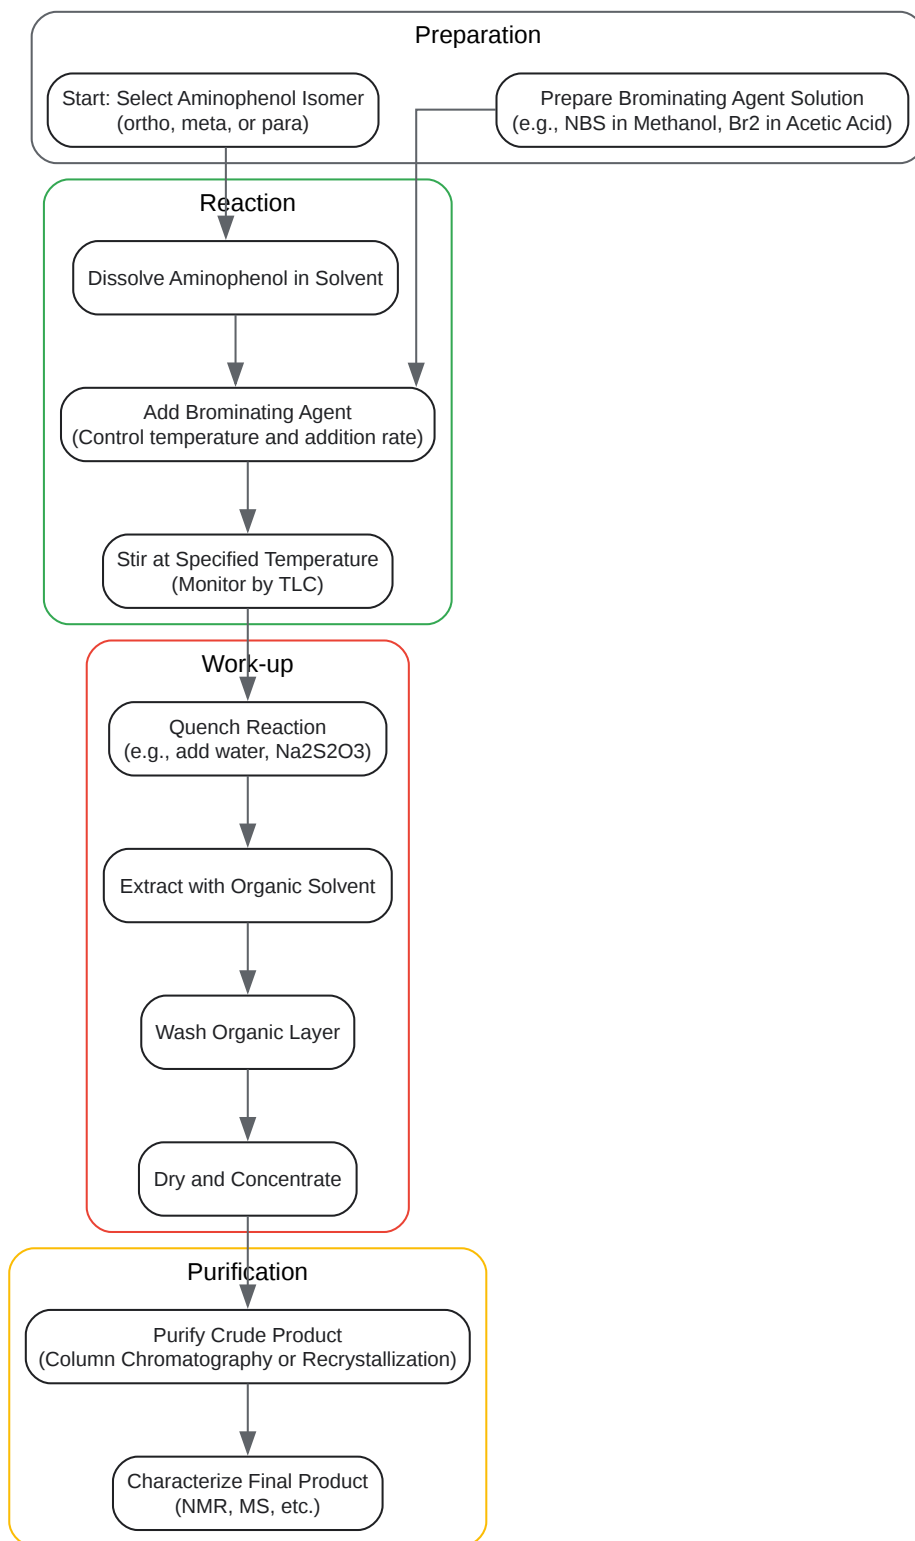 Preparation
Start: Select Aminophenol Isomer
(ortho, meta, or para)
Prepare Brominating Agent Solution
(e.g., NBS in Methanol, Br2 in Acetic Acid)
Reaction
Dissolve Aminophenol in Solvent
Add Brominating Agent
(Control temperature and addition rate)
Stir at Specified Temperature
(Monitor by TLC)
Work-up
Quench Reaction
(e.g., add water, Na2S2O3)
Extract with Organic Solvent
Wash Organic Layer
Dry and Concentrate
Purification
Purify Crude Product
(Column Chromatography or Recrystallization)
Characterize Final Product
(NMR, MS, etc.)